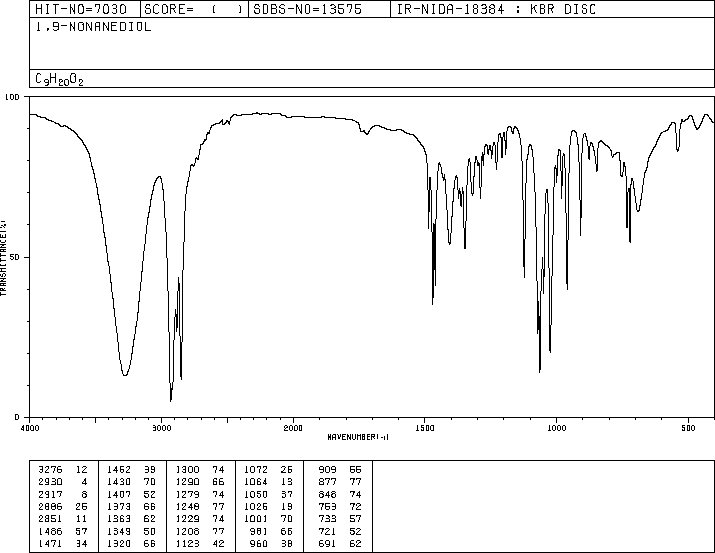 HIT-NO=7030 SCORE= ( ) SDBS-NO=13575 IR-NIDA-18384 : KBR DISC
1,9-NONANEDIOL
C9H20O2
100
50
0
TRANSMITTANCE(%)
4000 3000 2000 1500 1000 500
WAVENUMBER(-1)
3276 12 1462 39 1300 74 1072 26 909 55
2930 4 1430 70 1290 66 1064 13 877 77
2917 8 1407 52 1279 74 1050 37 848 74
2886 26 1373 66 1248 77 1026 19 753 72
2851 11 1363 62 1229 74 1001 70 733 57
1486 57 1349 50 1208 77 981 66 721 52
1471 34 1320 66 1123 42 960 38 691 62